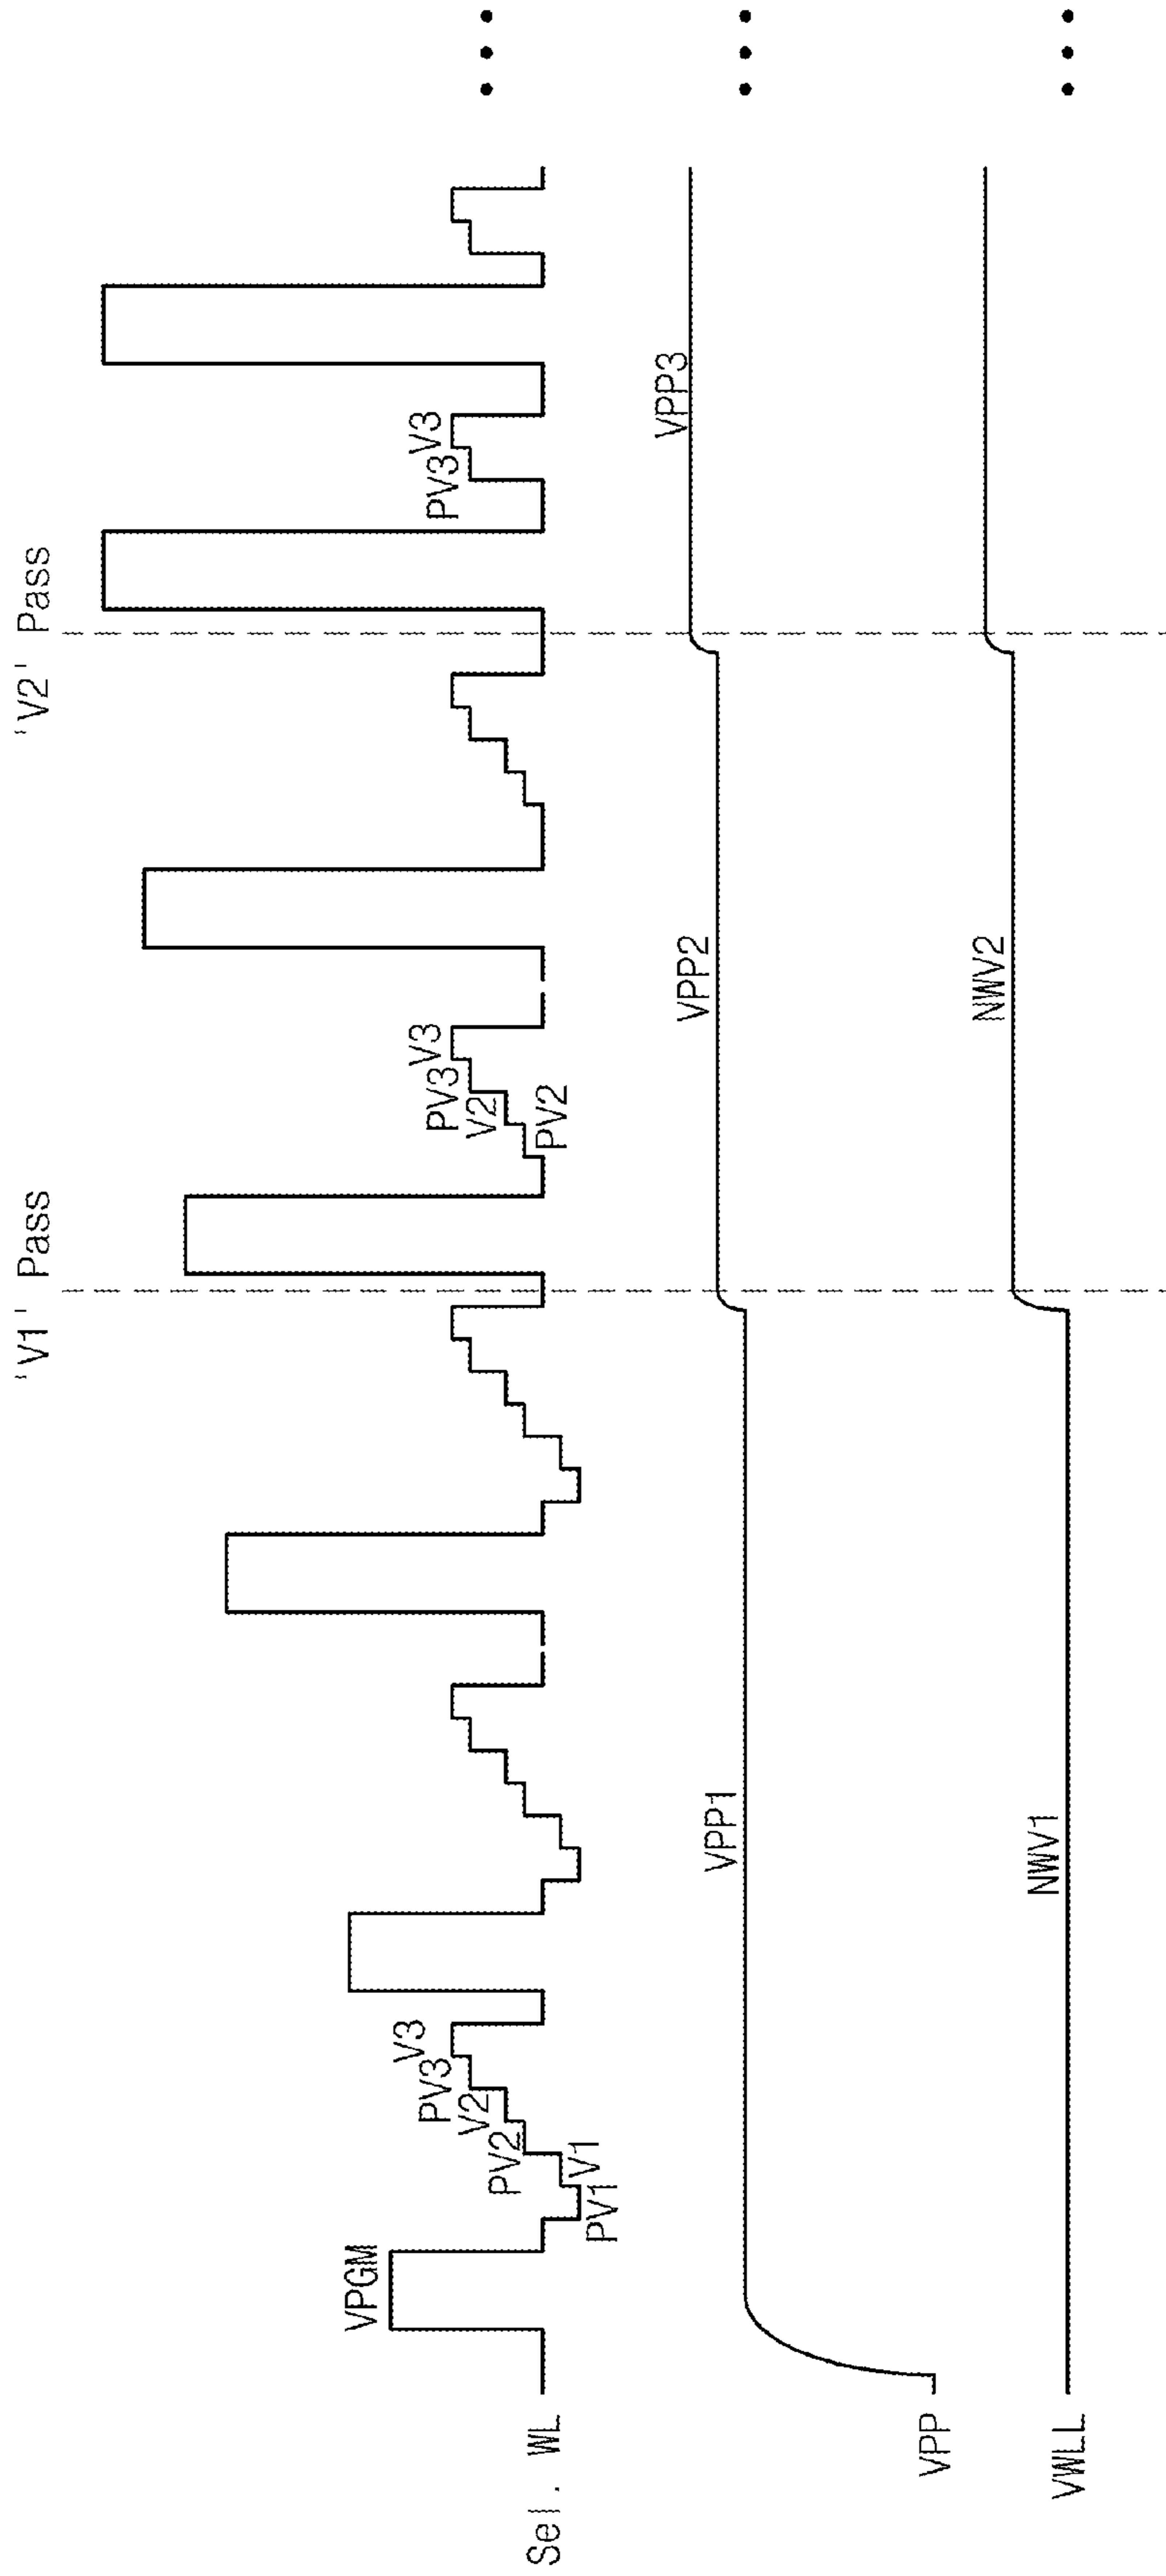 'V1' Pass
'V2' Pass
Sel. WL
VPGM
PV1
V1
PV2
V2
PV3
V3
PV2
V2
PV3
V3
PV3
V3
VPP
VPP1
VPP2
VPP3
VWLL
NWV1
NWV2